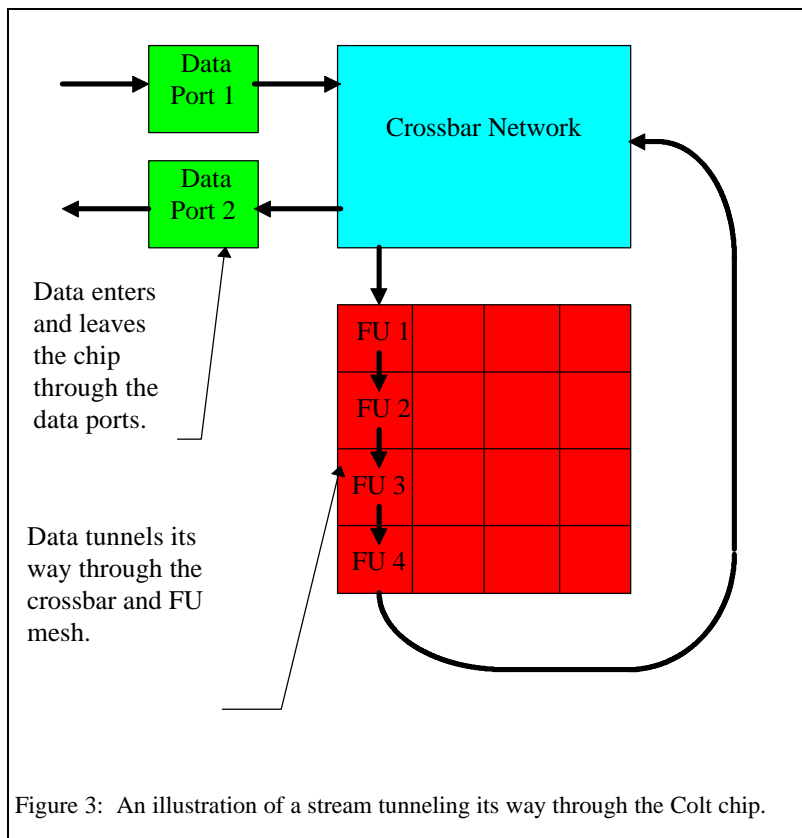 Data
Port 1
Crossbar Network
Data
Port 2
Data enters
and leaves
the chip
through the
data ports.
FU 1
FU 2
FU 3
FU 4
Data tunnels its
way through the
crossbar and FU
mesh.
Figure 3: An illustration of a stream tunneling its way through the Colt chip.